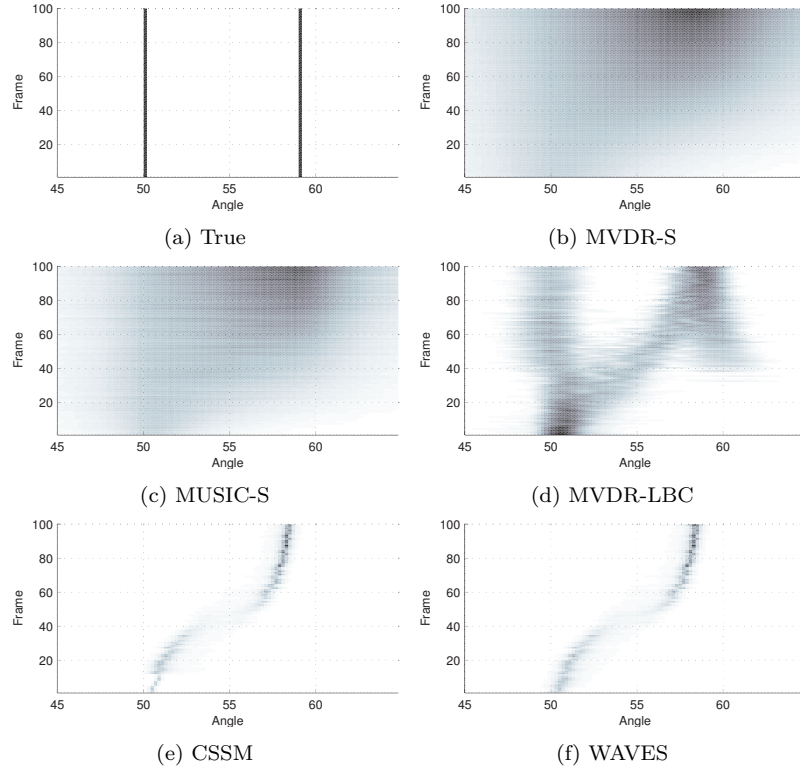 100
80
60
40
20
Frame
45 50 55 60
Angle
(a) True
100
80
60
40
20
Frame
45 50 55 60
Angle
(b) MVDR-S
100
80
60
40
20
Frame
45 50 55 60
Angle
(c) MUSIC-S
100
80
60
40
20
Frame
45 50 55 60
Angle
(d) MVDR-LBC
100
80
60
40
20
Frame
45 50 55 60
Angle
(e) CSSM
100
80
60
40
20
Frame
45 50 55 60
Angle
(f) WAVES